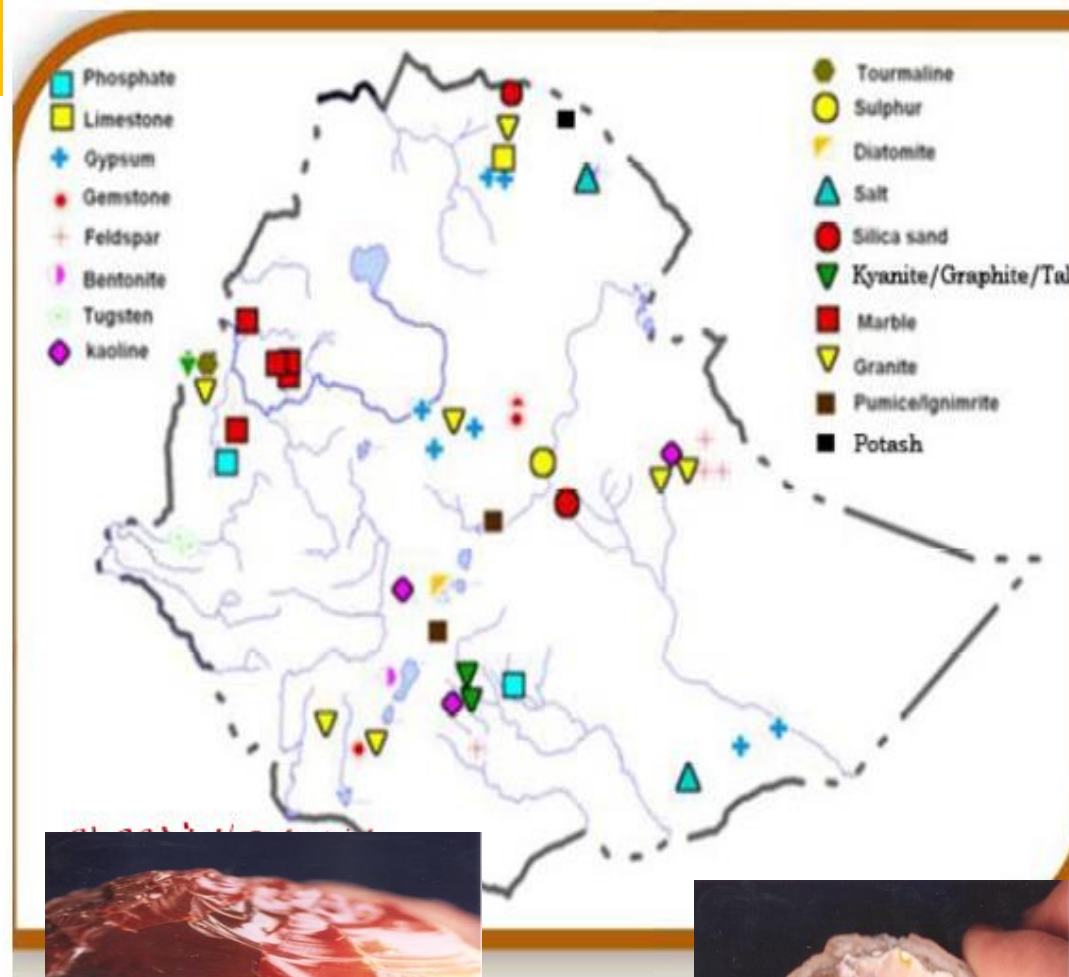 Phosphate
Limestone
Gypsum
Gemstone
Feldspar
Bentonite
Tugsten
kaoline
Tourmaline
Sulphur
Diatomite
Salt
Silica sand
Kyanite/Graphite/Tal
Marble
Granite
Pumice/Ignimrite
Potash